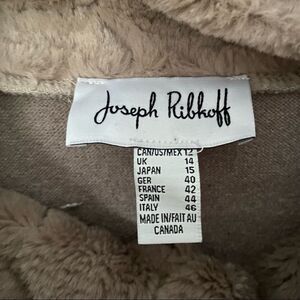 Joseph Ribkoff
CAN/US/MEX 12
UK 14
JAPAN 15
GER 40
FRANCE 42
SPAIN 44
ITALY 46
MADE IN/FAIT AU
CANADA